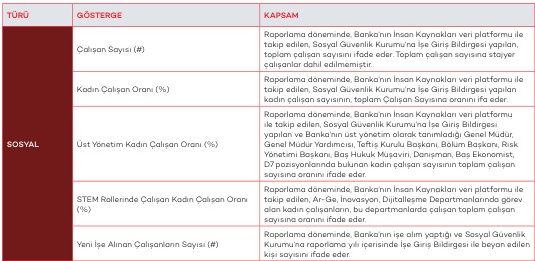 TÜRÜ GÖSTERGE KAPSAM
SOSYAL
Çalışan Sayısı (#)
Raporlama döneminde, Banka'nın İnsan Kaynakları veri platformu ile
takip edilen, Sosyal Güvenlik Kurumu'na İşe Giriş Bildirgesi yapılan,
toplam çalışan sayısını ifade eder. Toplam çalışan sayısına stajyer
çalışanlar dahil edilmemiştir.
Kadın Çalışan Oranı (%)
Raporlama döneminde, Banka'nın İnsan Kaynakları veri platformu ile
takip edilen, Sosyal Güvenlik Kurumu'na İşe Giriş Bildirgesi yapılan
kadın çalışan sayısının, toplam Çalışan Sayısına oranını ifa eder.
Üst Yönetim Kadın Çalışan Oranı (%)
Raporlama döneminde, Banka'nın İnsan Kaynakları veri platformu
ile takip edilen, Sosyal Güvenlik Kurumu'na İşe Giriş Bildirgesi
yapılan ve Banka'nın üst yönetim olarak tanımladığı Genel Müdür,
Genel Müdür Yardımcısı, Teftiş Kurulu Başkanı, Bölüm Başkanı, Risk
Yönetimi Başkanı, Baş Hukuk Müşaviri, Danışman, Baş Ekonomist,
D7 pozisyonlarında bulunan kadın çalışan sayısının toplam çalışan
sayısına oranını ifade eder.
STEM Rollerinde Çalışan Kadın Çalışan Oranı
(%)
Raporlama döneminde, Banka'nın İnsan Kaynakları veri platformu ile
takip edilen, Ar-Ge, İnovasyon, Dijitalleşme Departmanlarında görev
alan kadın çalışanların, bu departmanlarda çalışan toplam çalışan
sayısına oranını ifade eder.
Yeni İşe Alınan Çalışanların Sayısı (#)
Raporlama döneminde, Banka'nın işe alım yaptığı ve Sosyal Güvenlik
Kurumu'na raporlama yılı içerisinde İşe Giriş Bildirgesi ile beyan edilen
kişi sayısını ifade eder.